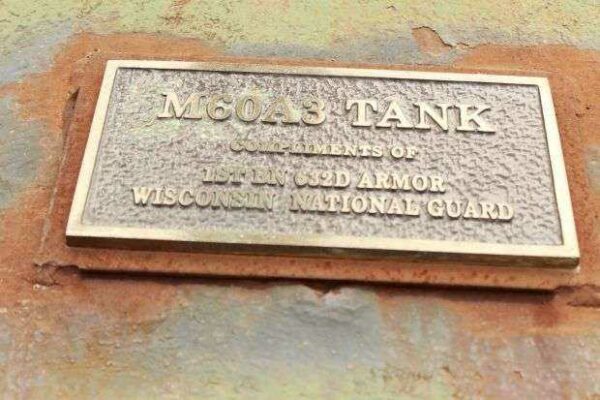 M60A3 TANK
COMPLIMENTS OF
1ST BN 632D ARMOR
WISCONSIN NATIONAL GUARD